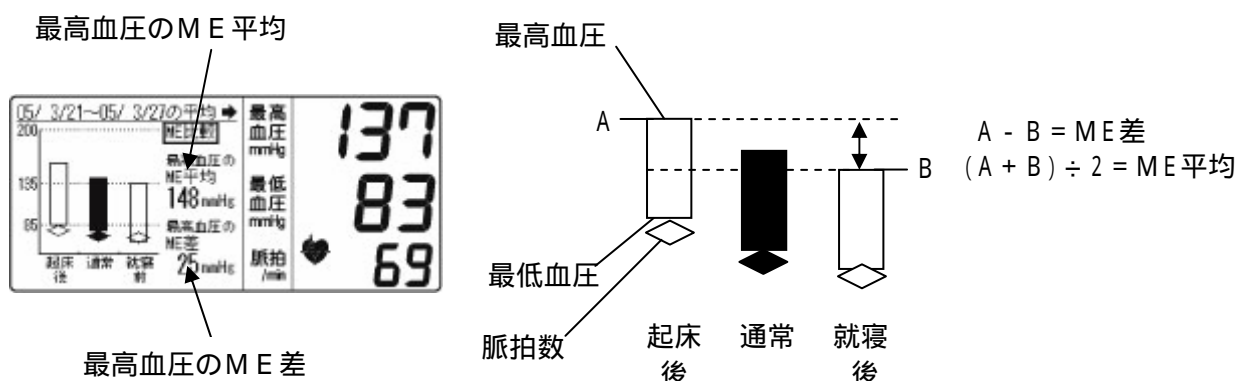 最高血圧のＭＥ平均
05/ 3/21～05/ 3/27の平均➡
200
135
85
起床後
通常
就寝前
ME比較
最高血圧の
ME平均
148mmHg
最高血圧の
ME差
25mmHg
最高
血圧
mmHg
137
最低
血圧
mmHg
83
脈拍
/min
69
最高血圧のＭＥ差
最高血圧
A
B
A - B = ME差
(A + B) ÷ 2 = ME平均
最低血圧
脈拍数
起床
後
通常
就寝
後